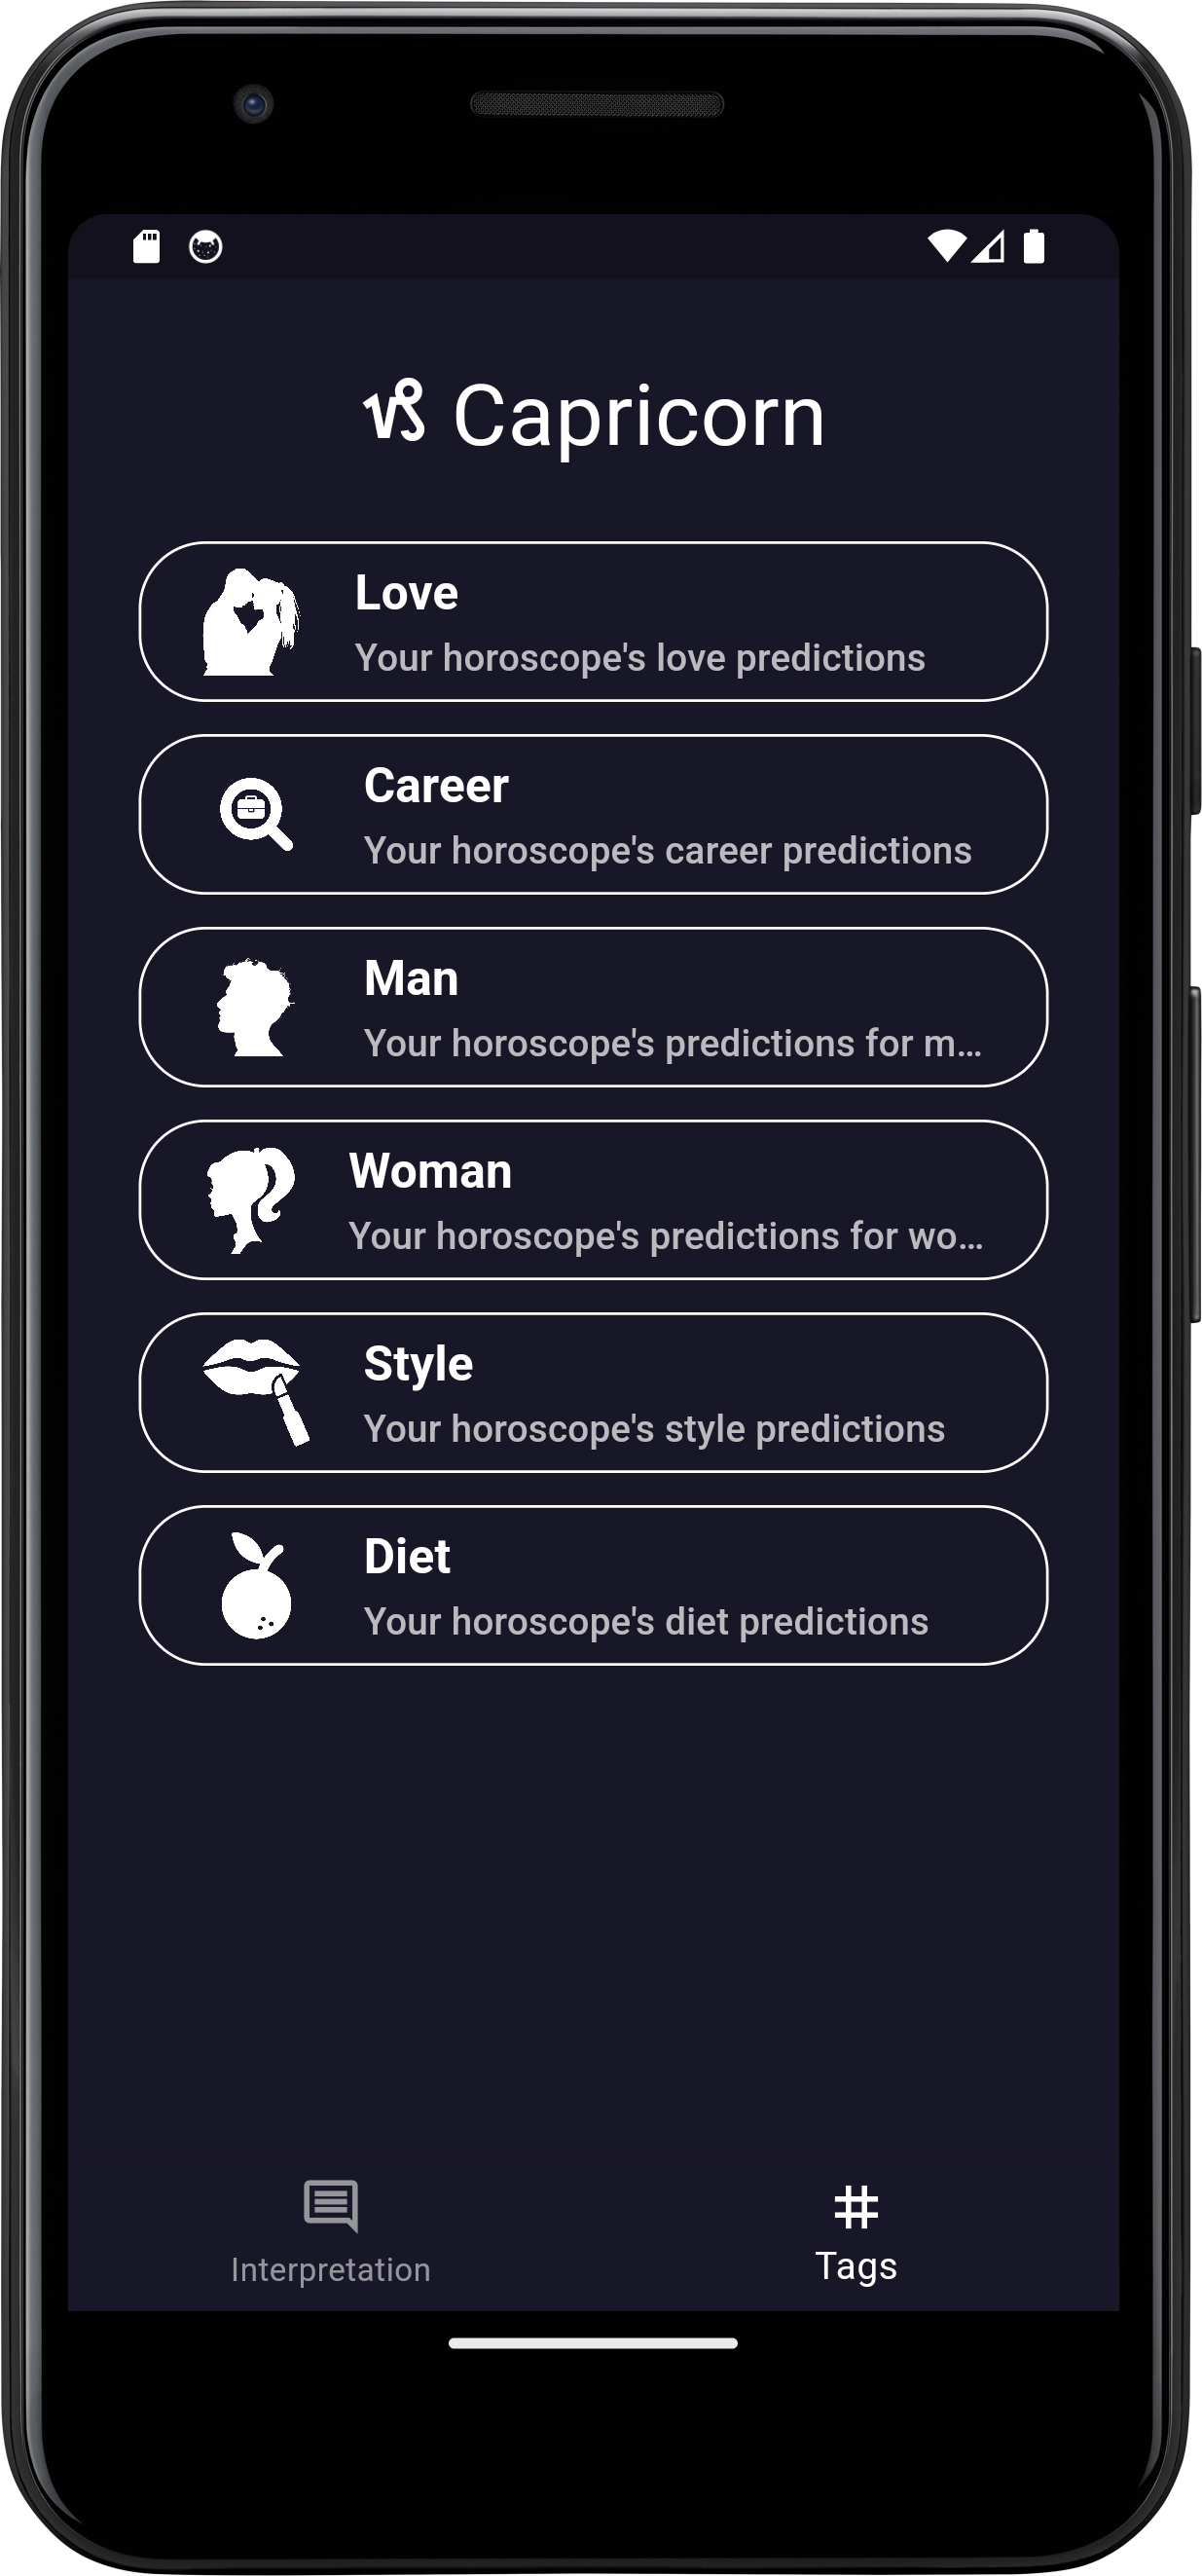 Capricorn
Love
Your horoscope's love predictions
Career
Your horoscope's career predictions
Man
Your horoscope's predictions for m...
Woman
Your horoscope's predictions for wo...
Style
Your horoscope's style predictions
Diet
Your horoscope's diet predictions
Interpretation
Tags